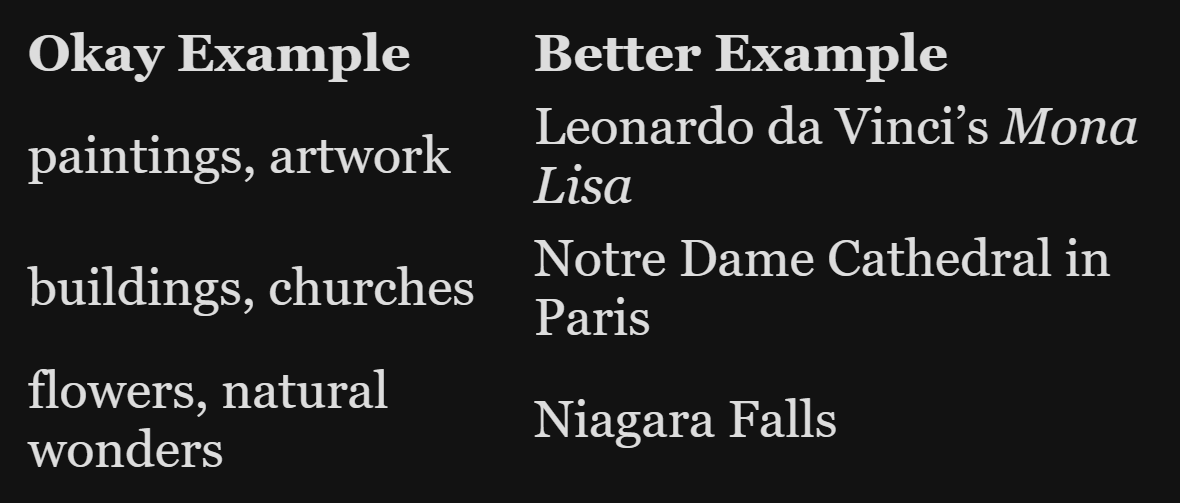 Okay Example Better Example
paintings, artwork
Leonardo da Vinci’s Mona
Lisa
buildings, churches
Notre Dame Cathedral in
Paris
flowers, natural
wonders
Niagara Falls